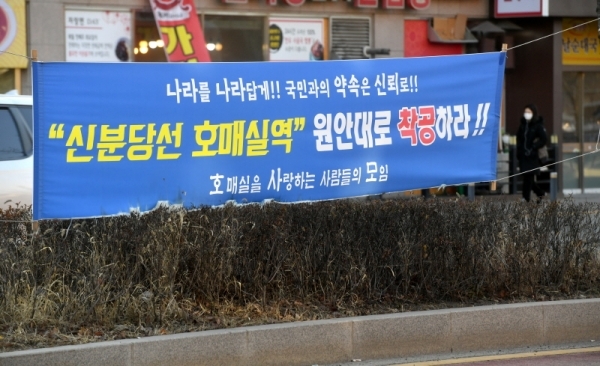 나라를 나라답게!! 국민과의 약속은 신뢰로!!
"신분당선 호매실역" 원안대로 착공하라!!
호매실을 사랑하는 사람들의 모임